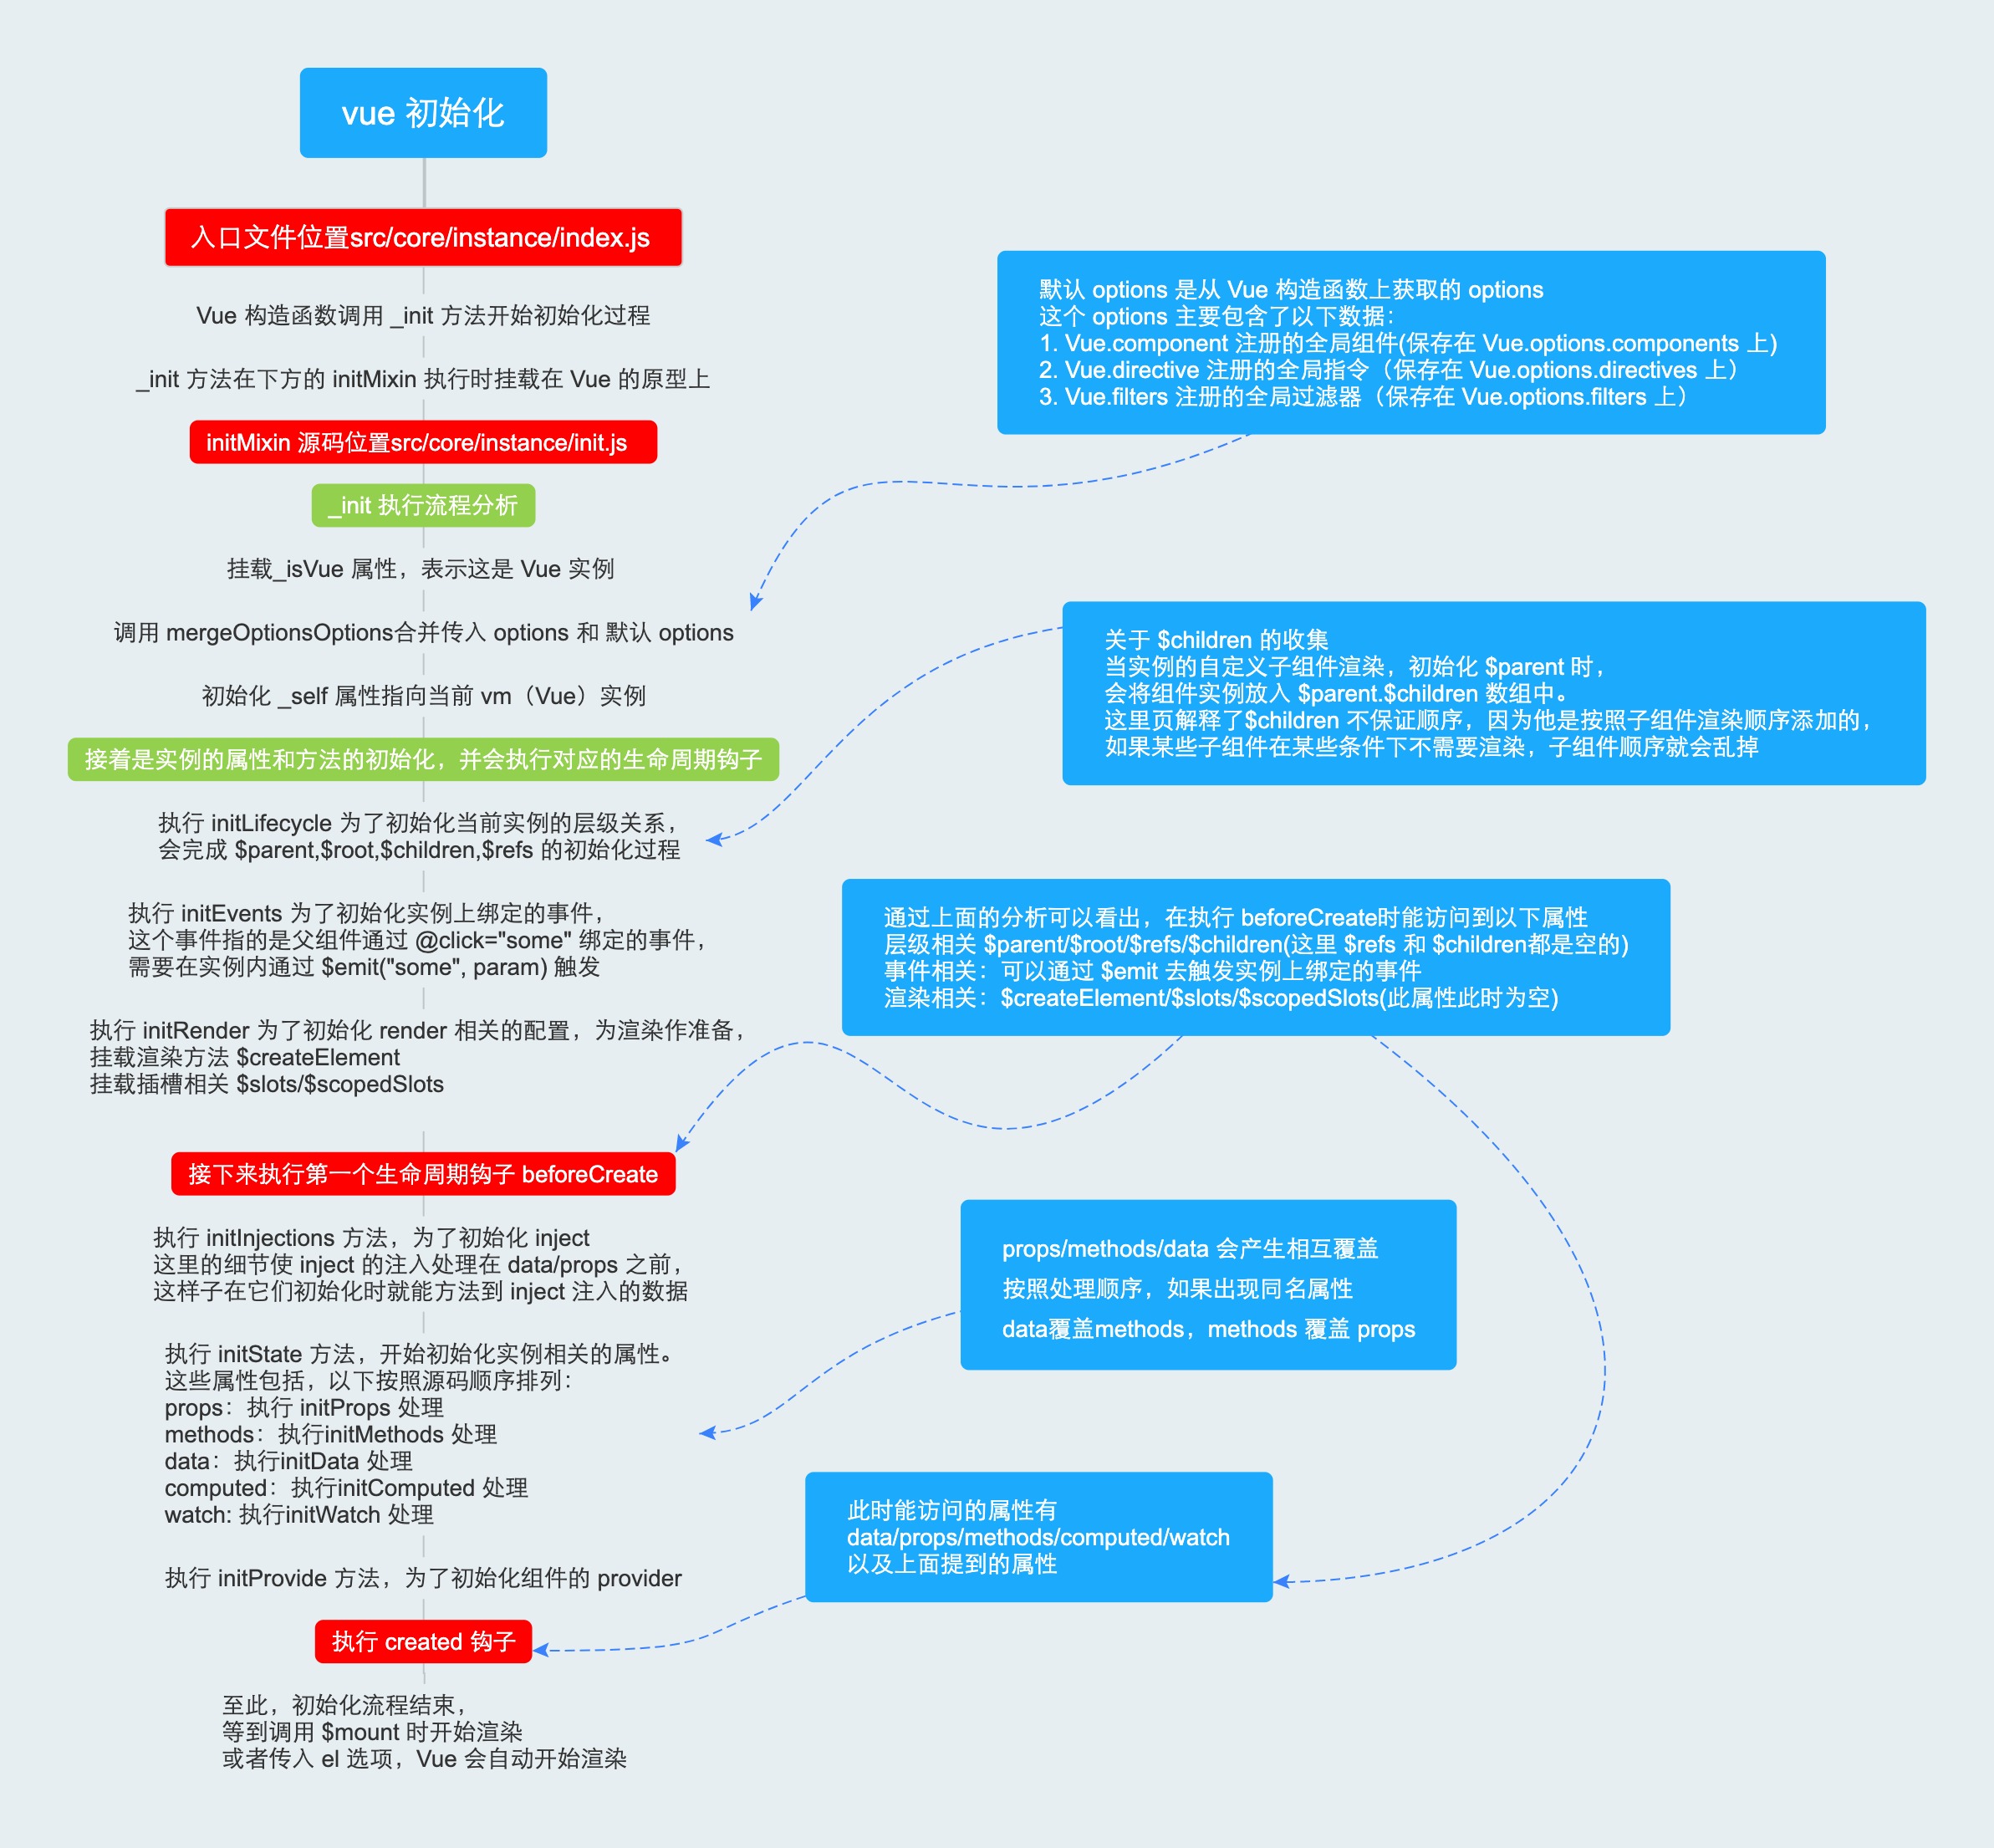 vue 初始化
入口文件位置src/core/instance/index.js
Vue 构造函数调用 _init 方法开始初始化过程
_init 方法在下方的 initMixin 执行时挂载在 Vue 的原型上
initMixin 源码位置src/core/instance/init.js
_init 执行流程分析
挂载_isVue 属性，表示这是 Vue 实例
调用 mergeOptionsOptions合并传入 options 和 默认 options
初始化 _self 属性指向当前 vm（Vue）实例
接着是实例的属性和方法的初始化，并会执行对应的生命周期钩子
执行 initLifecycle 为了初始化当前实例的层级关系，
会完成 $parent,$root,$children,$refs 的初始化过程
执行 initEvents 为了初始化实例上绑定的事件，
这个事件指的是父组件通过 @click="some" 绑定的事件，
需要在实例内通过 $emit("some", param) 触发
执行 initRender 为了初始化 render 相关的配置，为渲染作准备，
挂载渲染方法 $createElement
挂载插槽相关 $slots/$scopedSlots
接下来执行第一个生命周期钩子 beforeCreate
执行 initInjections 方法，为了初始化 inject
这里的细节使 inject 的注入处理在 data/props 之前，
这样子在它们初始化时就能方法到 inject 注入的数据
执行 initState 方法，开始初始化实例相关的属性。
这些属性包括，以下按照源码顺序排列：
props：执行 initProps 处理
methods：执行initMethods 处理
data：执行initData 处理
computed：执行initComputed 处理
watch: 执行initWatch 处理
执行 initProvide 方法，为了初始化组件的 provider
执行 created 钩子
至此，初始化流程结束，
等到调用 $mount 时开始渲染
或者传入 el 选项，Vue 会自动开始渲染
默认 options 是从 Vue 构造函数上获取的 options
这个 options 主要包含了以下数据：
1. Vue.component 注册的全局组件(保存在 Vue.options.components 上)
2. Vue.directive 注册的全局指令（保存在 Vue.options.directives 上）
3. Vue.filters 注册的全局过滤器（保存在 Vue.options.filters 上）
关于 $children 的收集
当实例的自定义子组件渲染，初始化 $parent 时，
会将组件实例放入 $parent.$children 数组中。
这里页解释了$children 不保证顺序，因为他是按照子组件渲染顺序添加的，
如果某些子组件在某些条件下不需要渲染，子组件顺序就会乱掉
通过上面的分析可以看出，在执行 beforeCreate时能访问到以下属性
层级相关 $parent/$root/$refs/$children(这里 $refs 和 $children都是空的)
事件相关：可以通过 $emit 去触发实例上绑定的事件
渲染相关：$createElement/$slots/$scopedSlots(此属性此时为空)
props/methods/data 会产生相互覆盖
按照处理顺序，如果出现同名属性
data覆盖methods，methods 覆盖 props
此时能访问的属性有
data/props/methods/computed/watch
以及上面提到的属性